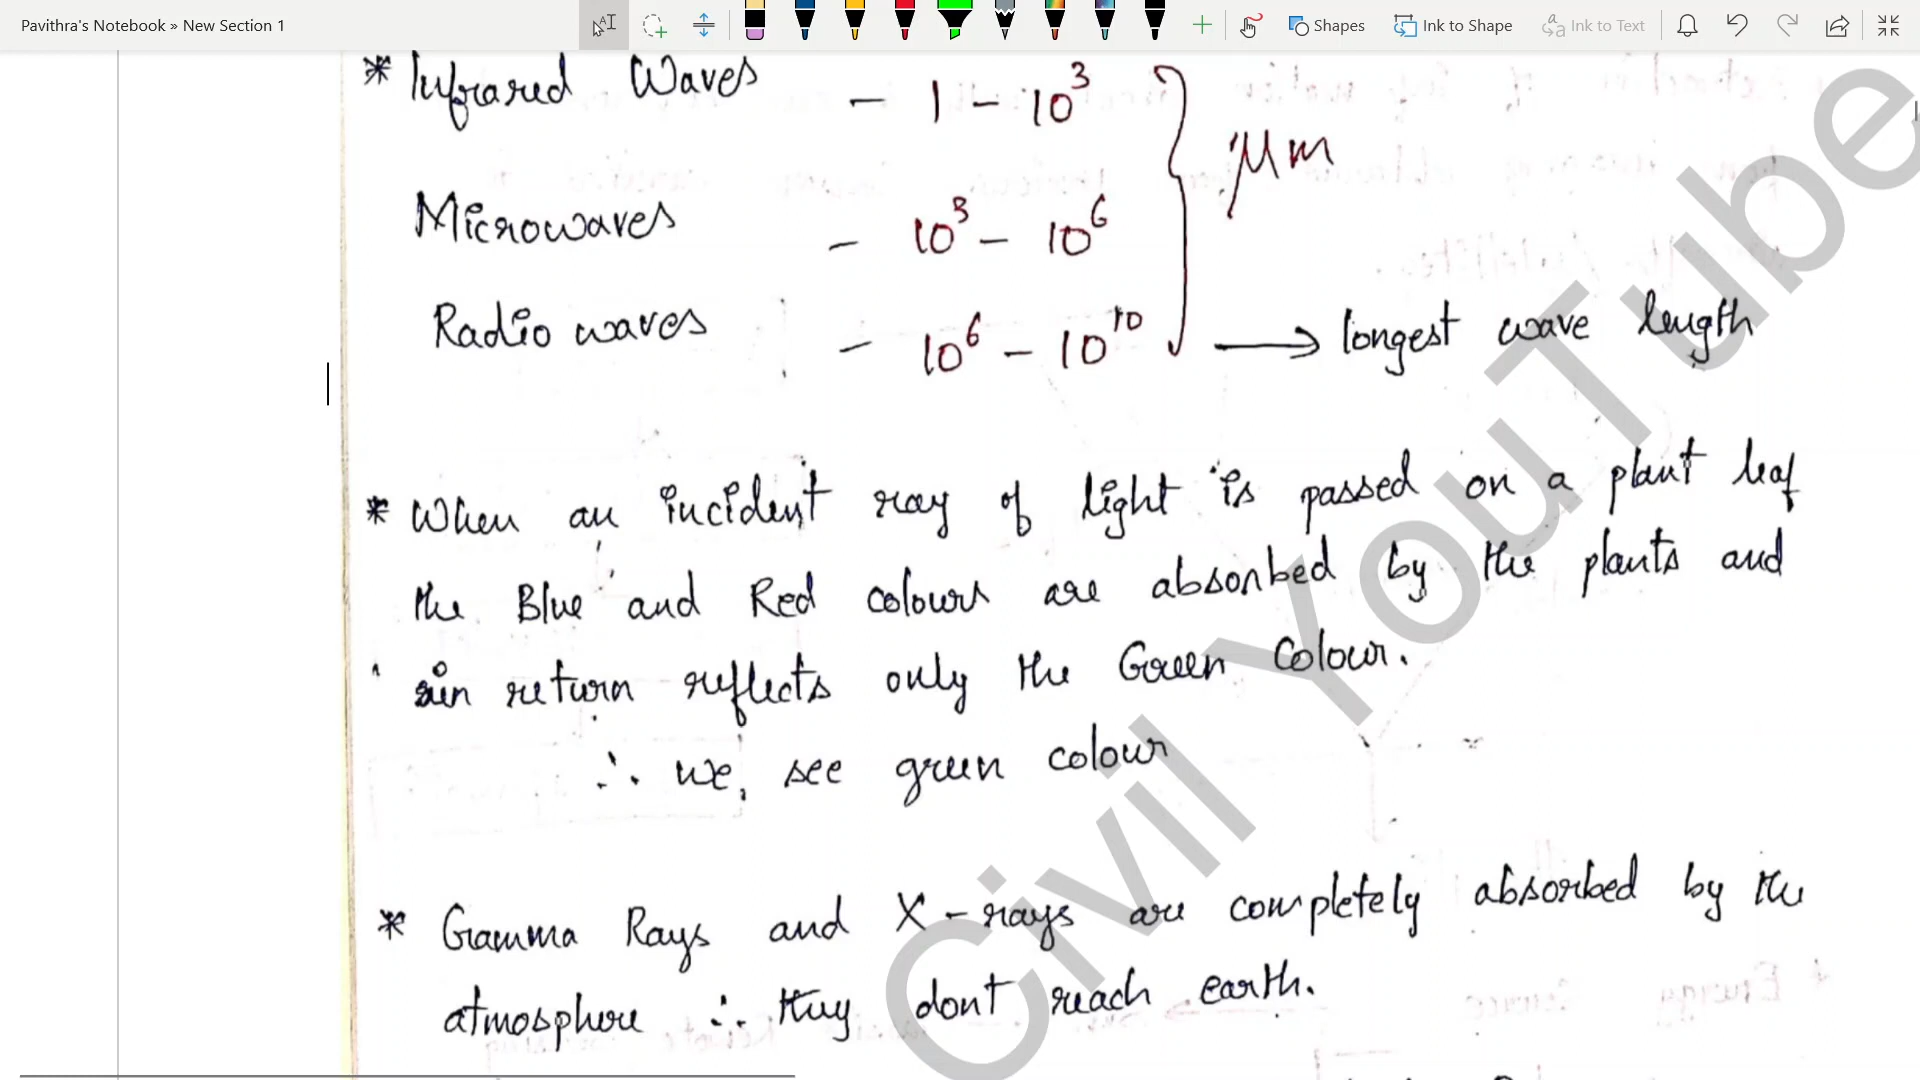 Pavithra's Notebook » New Section 1
Shapes
Ink to Shape
Ink to Text
* Infrared Waves - 1 - 10³
μm
Microwaves - 10³ - 10⁶
Radio waves - 10⁶ - 10¹⁰ → longest wave length
* When an incident ray of light is passed on a plant leaf
the Blue and Red colours are absorbed by the plants and
in return reflects only the Green Colour.
∴ we, see green colour
* Gamma Rays and X-rays are completely absorbed by the
atmosphere ∴ they dont reach earth.
Civil YouTube